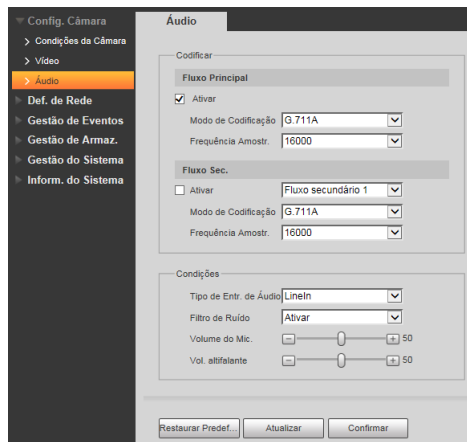 Config. Câmara
Condições da Câmara
Vídeo
Áudio
Def. de Rede
Gestão de Eventos
Gestão de Armaz.
Gestão do Sistema
Inform. do Sistema
Áudio
Codificar
Fluxo Principal
Ativar
Modo de Codificação G.711A
Frequência Amostr. 16000
Fluxo Sec.
Ativar Fluxo secundário 1
Modo de Codificação G.711A
Frequência Amostr. 16000
Condições
Tipo de Entr. de Áudio LineIn
Filtro de Ruído Ativar
Volume do Mic. 50
Vol. altifalante 50
Restaurar Predef... Atualizar Confirmar